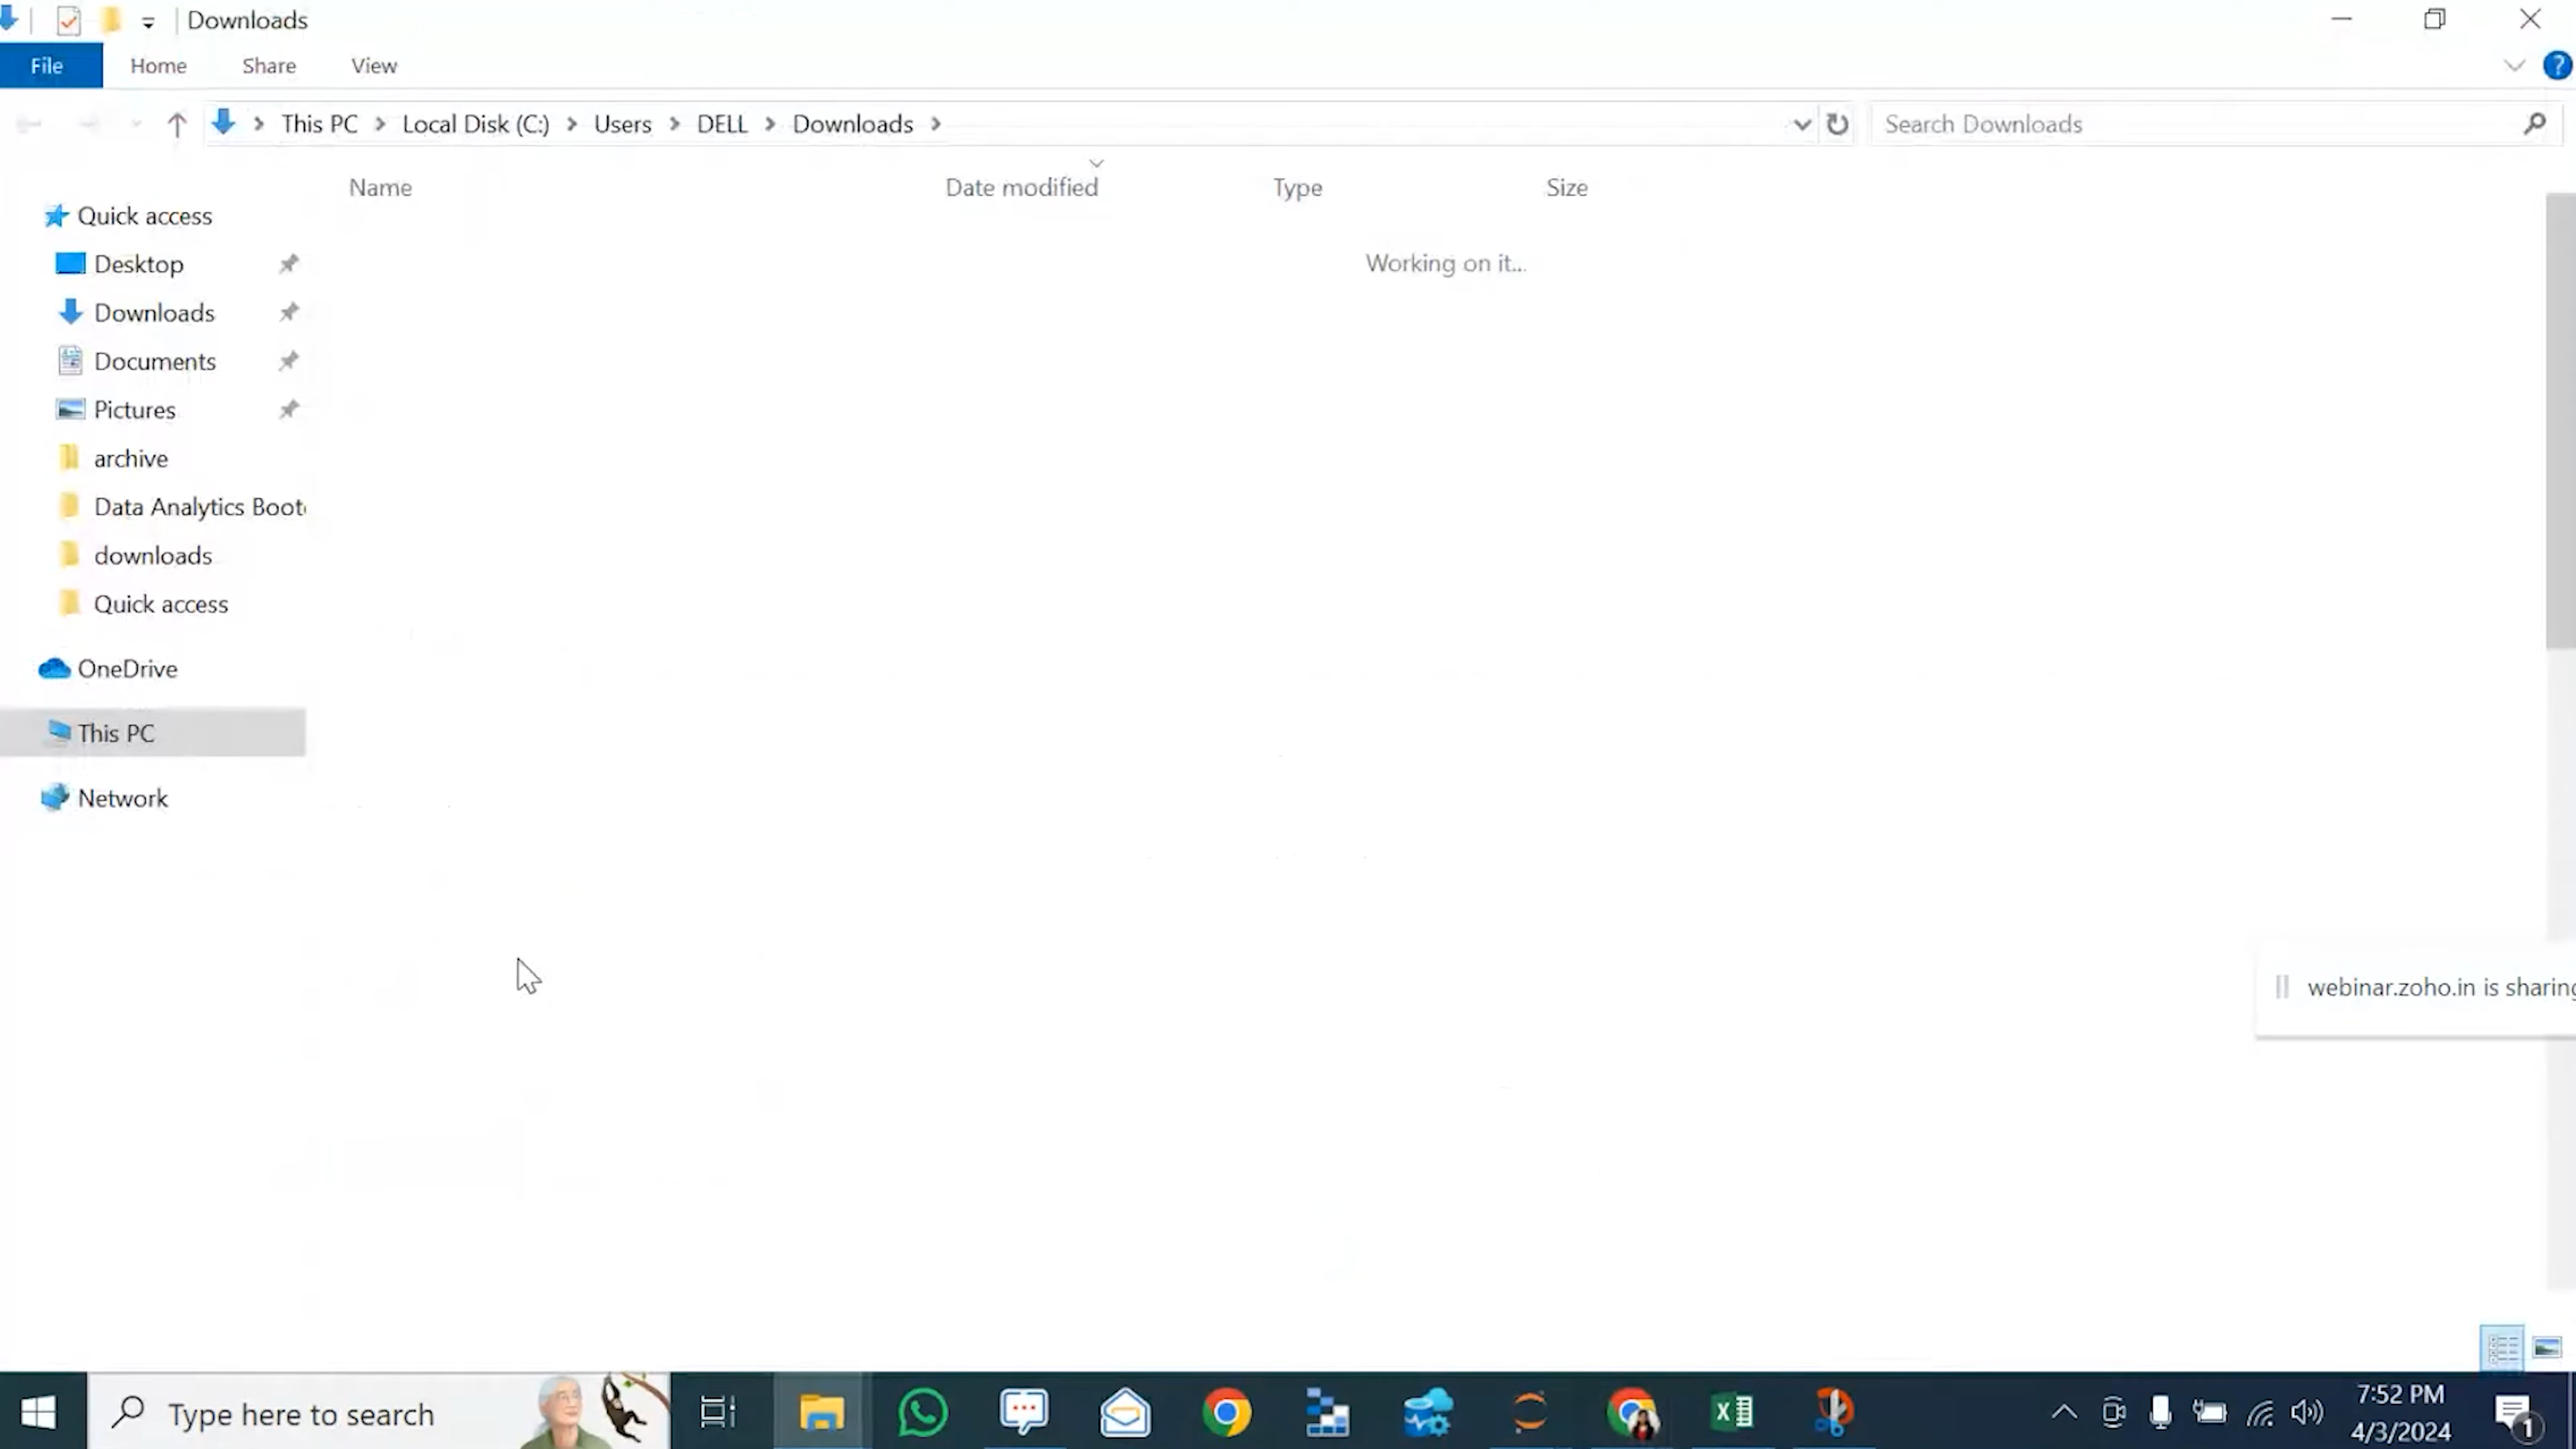 Downloads
File Home Share View
This PC Local Disk (C:) Users DELL Downloads
Search Downloads
Name Date modified Type Size
Working on it...
Quick access
Desktop
Downloads
Documents
Pictures
archive
Data Analytics Boot
downloads
Quick access
OneDrive
This PC
Network
webinar.zoho.in is sharing
Type here to search
7:52 PM
4/3/2024
1